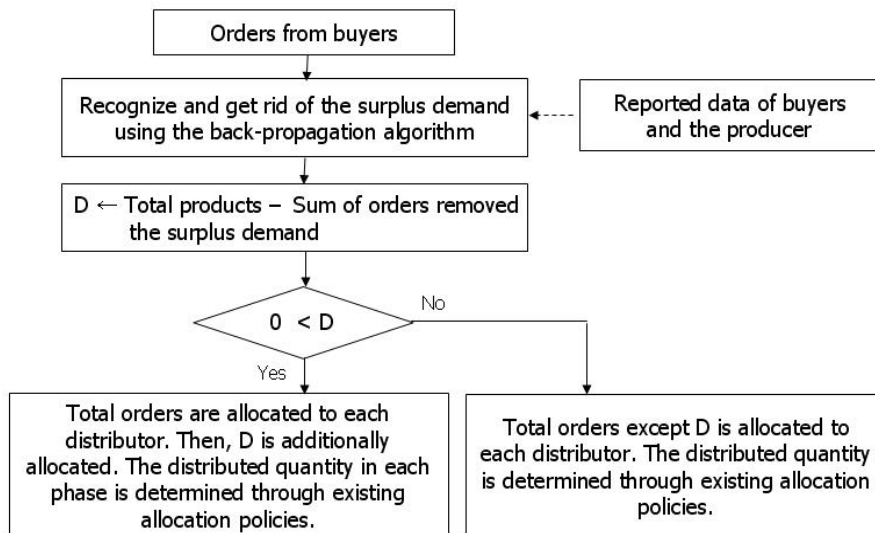 Orders from buyers
Recognize and get rid of the surplus demand
using the back-propagation algorithm
Reported data of buyers
and the producer
D ← Total products – Sum of orders removed
the surplus demand
0 < D
No
Yes
Total orders are allocated to each
distributor. Then, D is additionally
allocated. The distributed quantity in each
phase is determined through existing
allocation policies.
Total orders except D is allocated to
each distributor. The distributed quantity
is determined through existing allocation
policies.